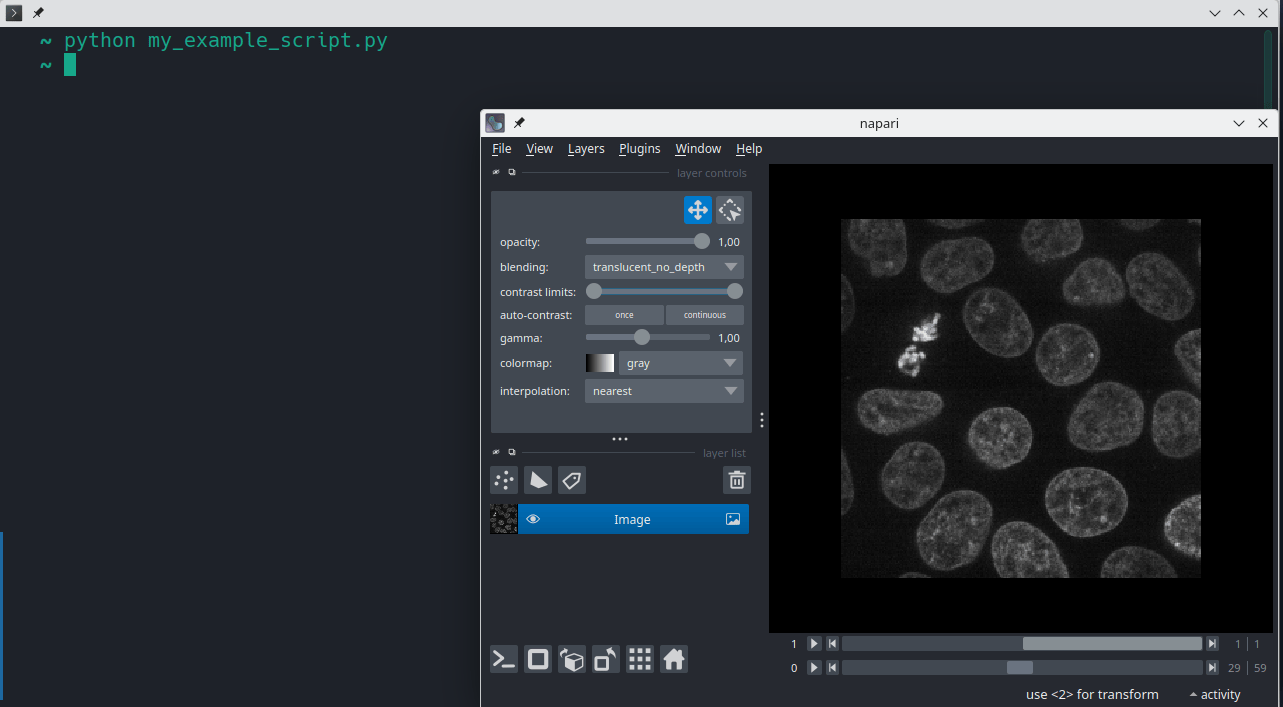 ~ python my_example_script.py
~
napari
File View Layers Plugins Window Help
layer controls
opacity: 1,00
blending: translucent_no_depth
contrast limits:
auto-contrast: once continuous
gamma: 1,00
colormap: gray
interpolation: nearest
layer list
Image
1 1 | 1
0 29 | 59
use <2> for transform activity